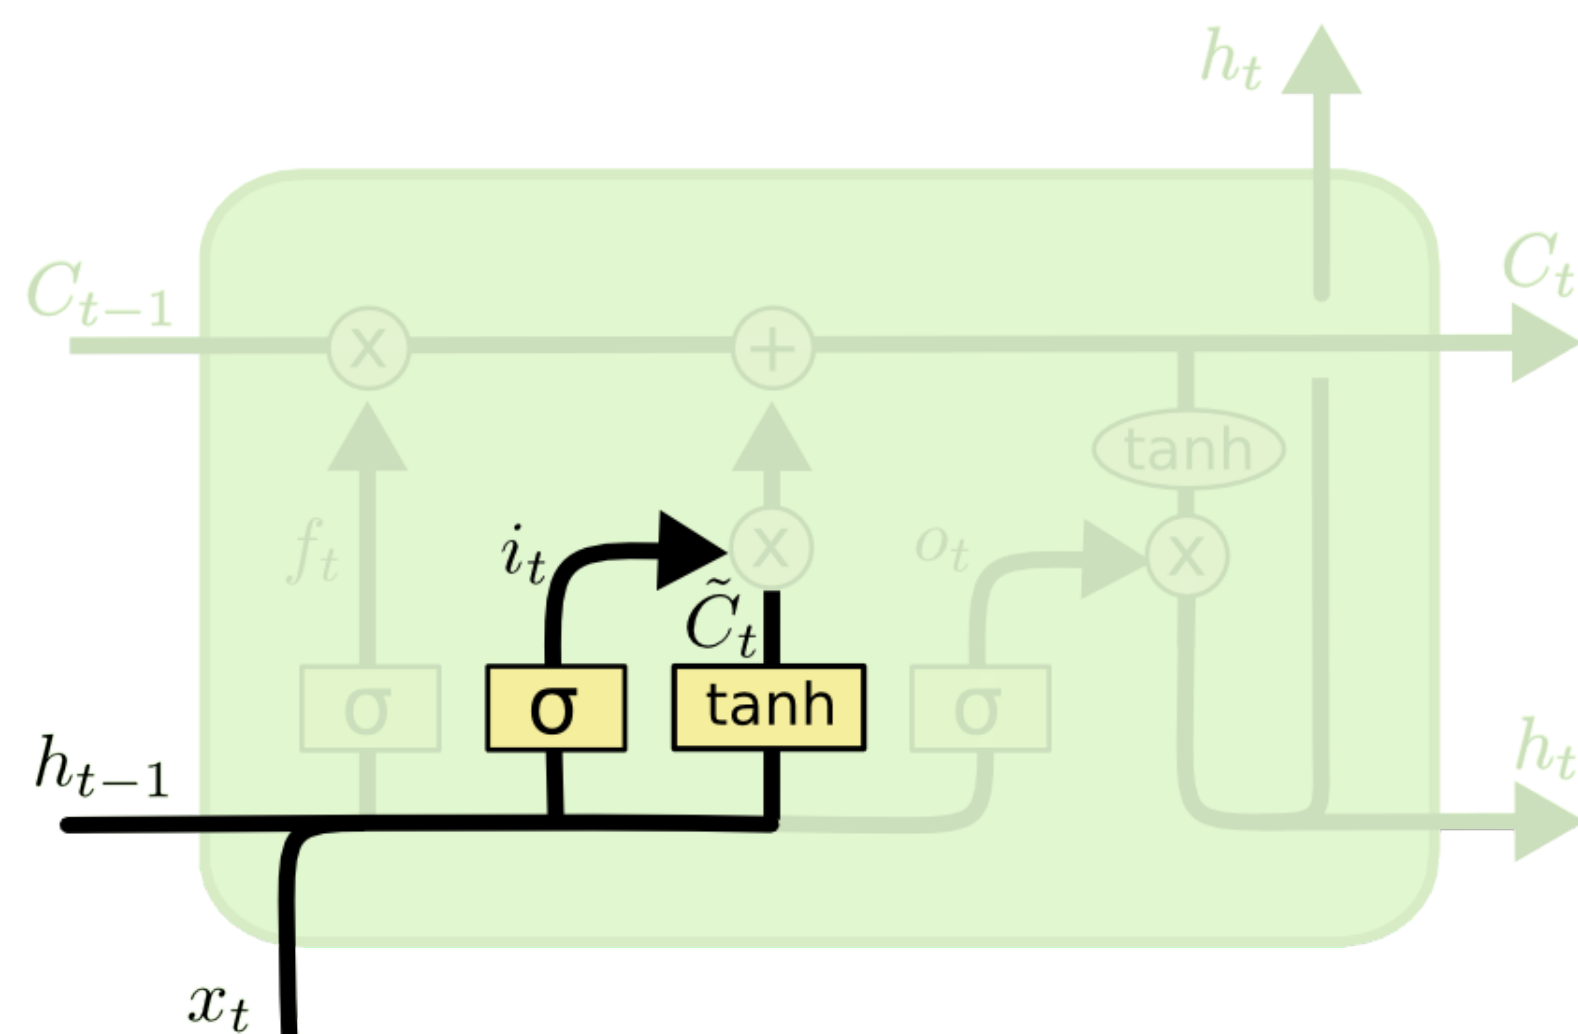 h_t
C_{t-1}
C_t
x
+
tanh
f_t
i_t
x
o_t
x
C̃_t
σ
σ
tanh
σ
h_{t-1}
h_t
x_t